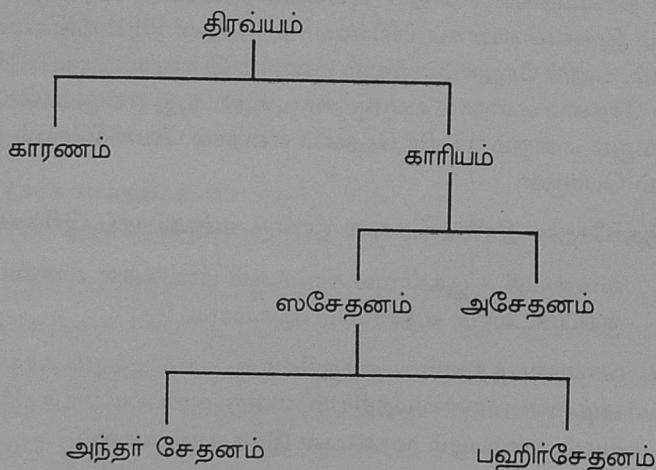 திரவ்யம்
காரணம்
காரியம்
ஸசேதனம்
அசேதனம்
அந்தர் சேதனம்
பஹிர்சேதனம்